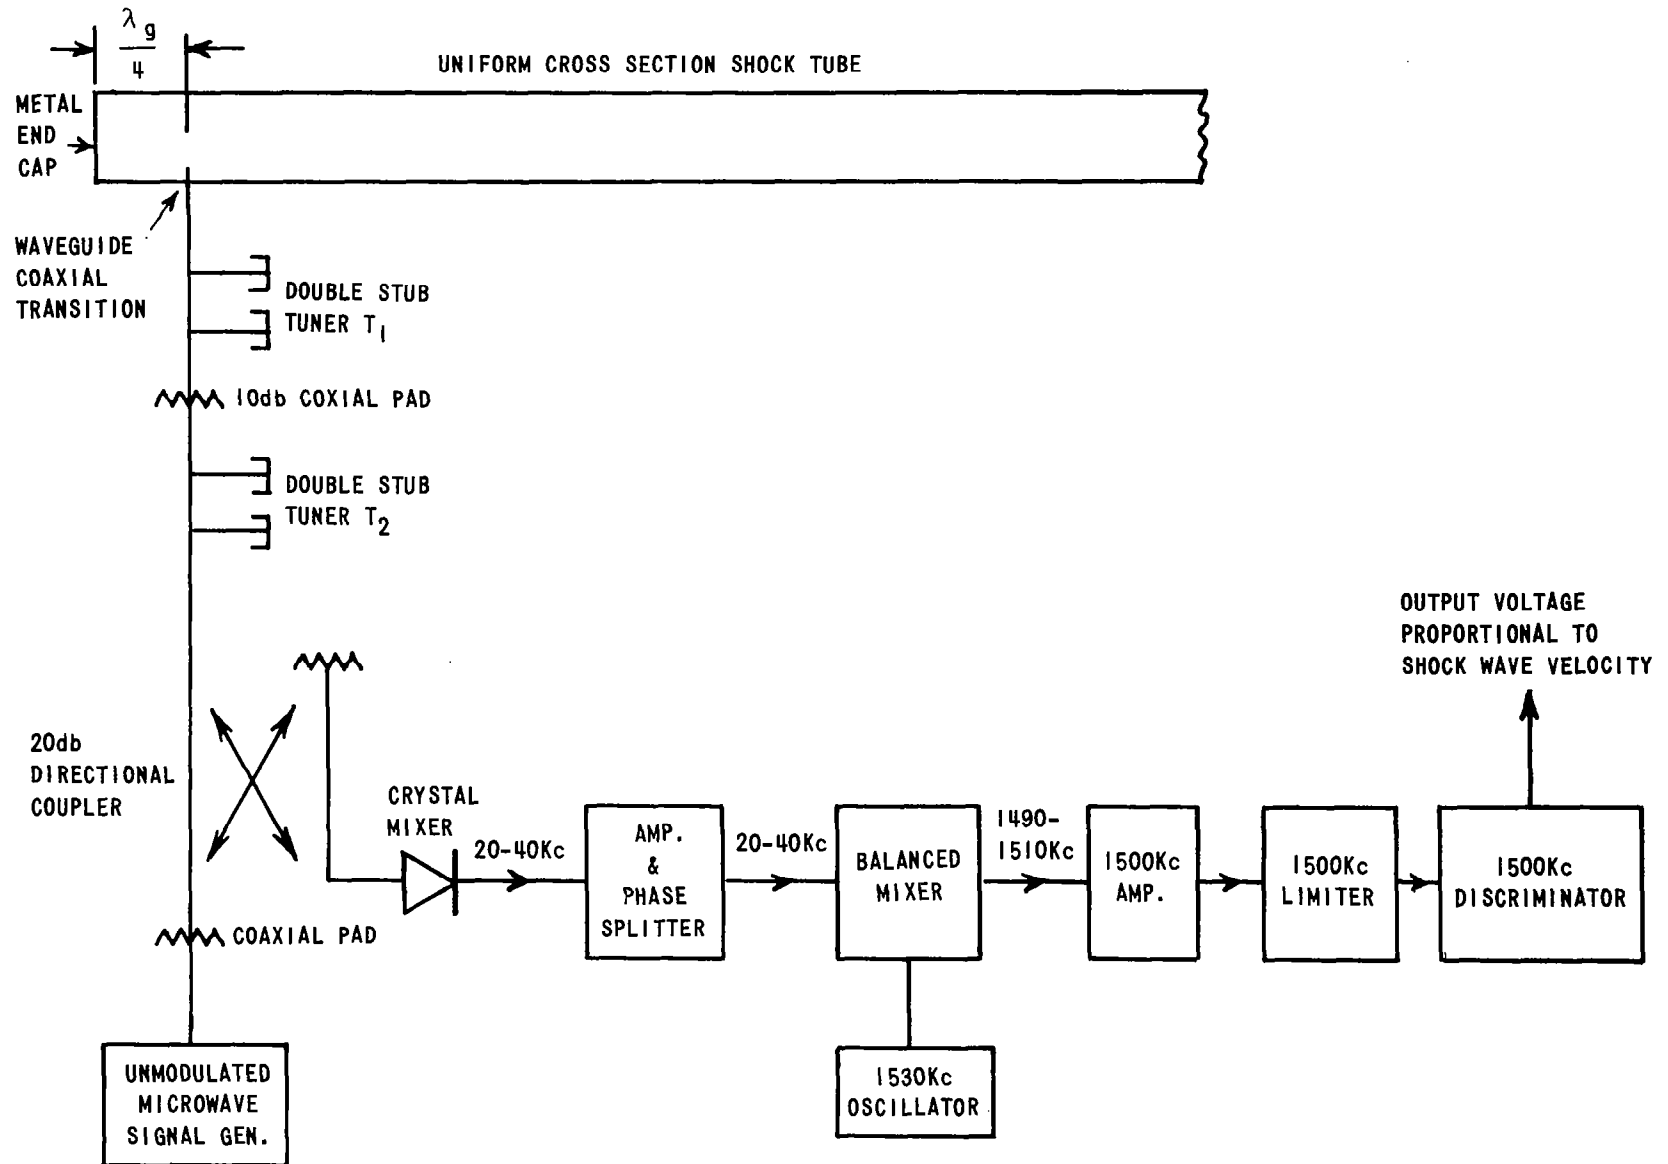 λg
4
UNIFORM CROSS SECTION SHOCK TUBE
METAL
END
CAP
WAVEGUIDE
COAXIAL
TRANSITION
DOUBLE STUB
TUNER T1
10db COXIAL PAD
DOUBLE STUB
TUNER T2
OUTPUT VOLTAGE
PROPORTIONAL TO
SHOCK WAVE VELOCITY
20db
DIRECTIONAL
COUPLER
CRYSTAL
MIXER
20-40Kc
AMP.
&
PHASE
SPLITTER
20-40Kc
BALANCED
MIXER
1490-
1510Kc
1500Kc
AMP.
1500Kc
LIMITER
1500Kc
DISCRIMINATOR
COAXIAL PAD
1530Kc
OSCILLATOR
UNMODULATED
MICROWAVE
SIGNAL GEN.